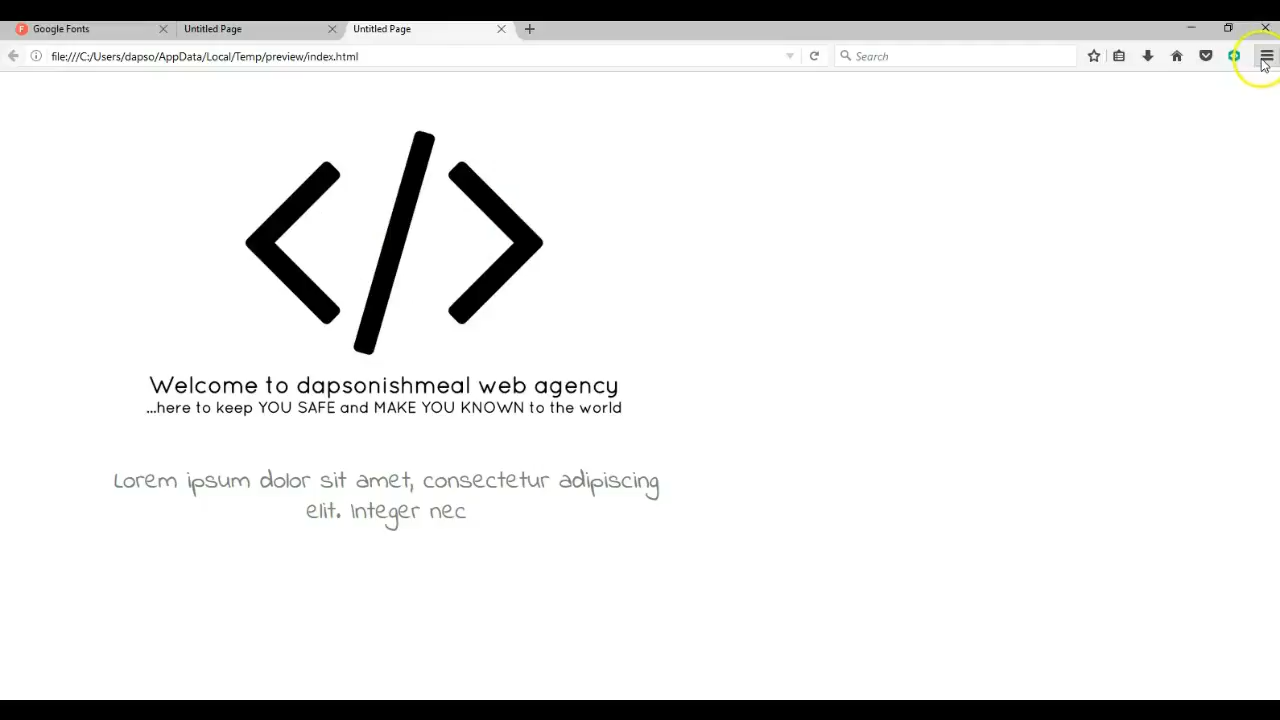 Google Fonts
Untitled Page
Untitled Page
file:///C:/Users/dapso/AppData/Local/Temp/preview/index.html
Search
Welcome to dapsonishmeal web agency
...here to keep YOU SAFE and MAKE YOU KNOWN to the world
Lorem ipsum dolor sit amet, consectetur adipiscing
elit. Integer nec